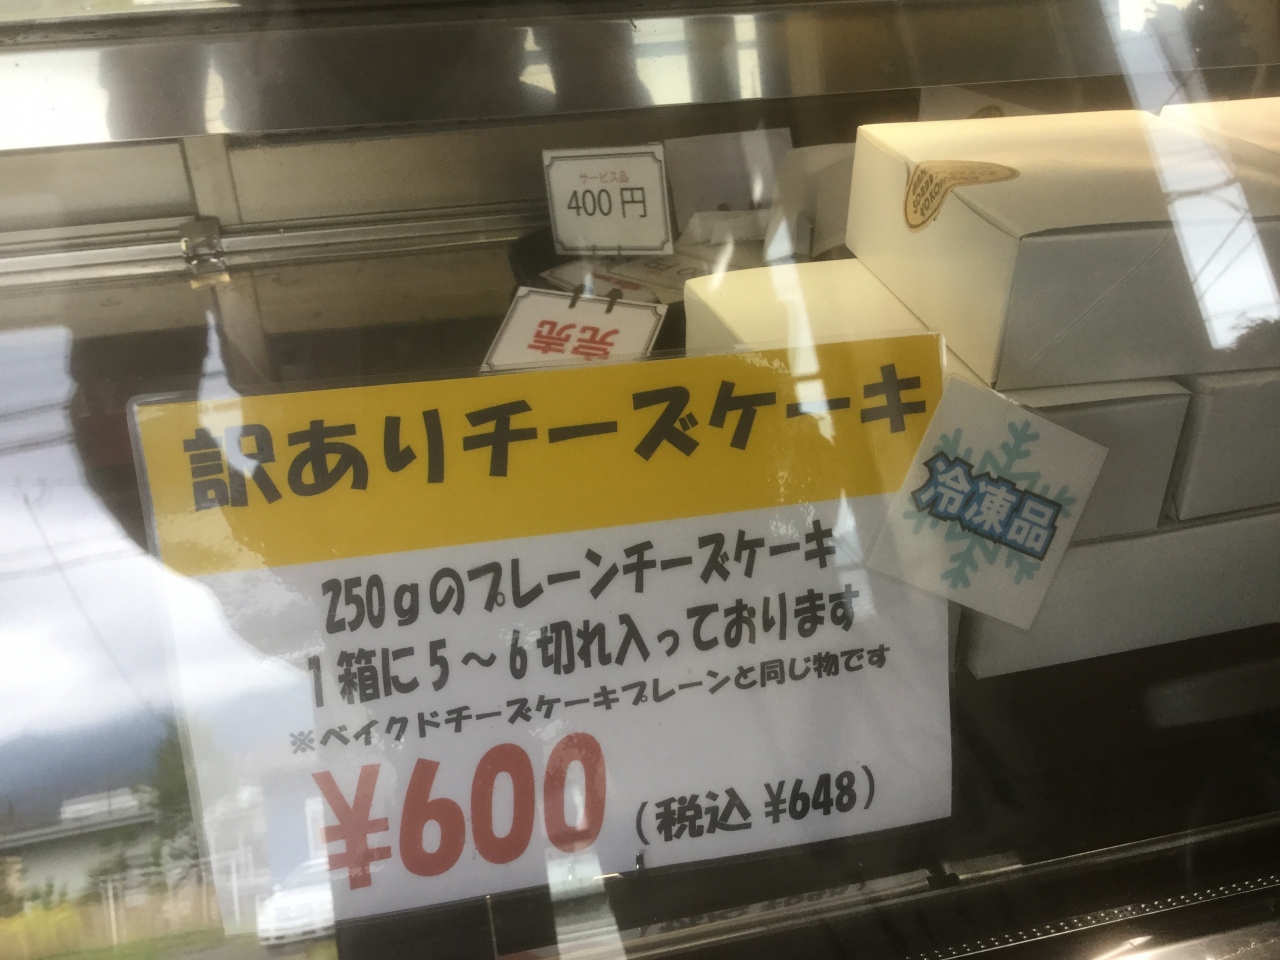 サービス品
400円
完売
訳ありチーズケーキ
冷凍品
250gのプレーンチーズケーキ
1箱に5〜6切れ入っております
※ベイクドチーズケーキプレーンと同じ物です
¥600 (税込¥648)